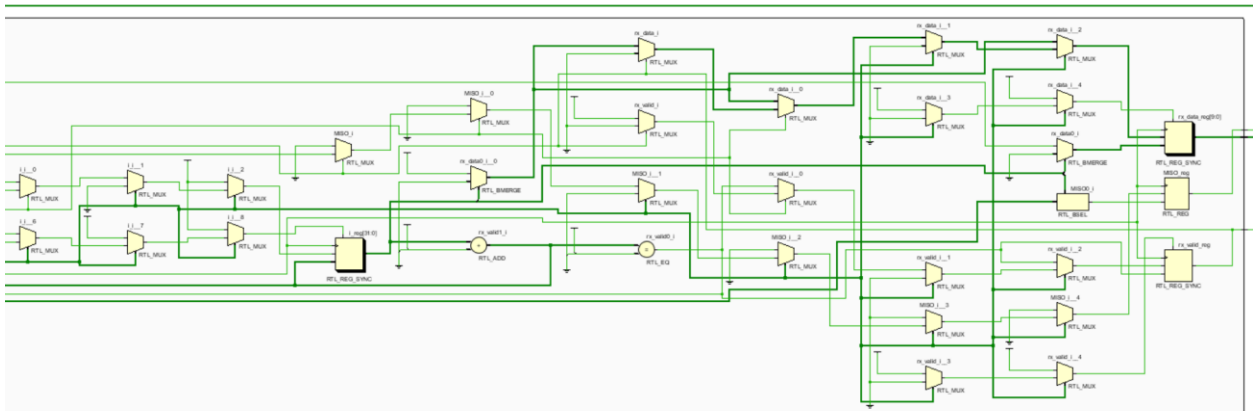 rx_data_i
RTL_MUX
rx_data_i__1
RTL_MUX
rx_data_i__2
RTL_MUX
MISO_i__0
RTL_MUX
rx_valid_i
RTL_MUX
rx_data_i__0
RTL_MUX
rx_data_i__3
RTL_MUX
rx_data_i__4
RTL_MUX
rx_data_reg[9:0]
RTL_REG_SYNC
MISO_i
RTL_MUX
rx_data0_i__0
RTL_BMERGE
rx_data0_i
RTL_BMERGE
i_i__0
RTL_MUX
i_i__1
RTL_MUX
i_i__2
RTL_MUX
MISO_i__1
RTL_MUX
rx_valid_i__0
RTL_MUX
MISO0_i
RTL_BSEL
MISO_reg
RTL_REG
i_i__6
RTL_MUX
i_i__7
RTL_MUX
i_i__8
RTL_MUX
i_reg[31:0]
RTL_REG_SYNC
rx_valid1_i
RTL_ADD
rx_valid0_i
RTL_EQ
MISO_i__2
RTL_MUX
rx_valid_i__1
RTL_MUX
rx_valid_i__2
RTL_MUX
rx_valid_reg
RTL_REG_SYNC
MISO_i__3
RTL_MUX
MISO_i__4
RTL_MUX
rx_valid_i__3
RTL_MUX
rx_valid_i__4
RTL_MUX